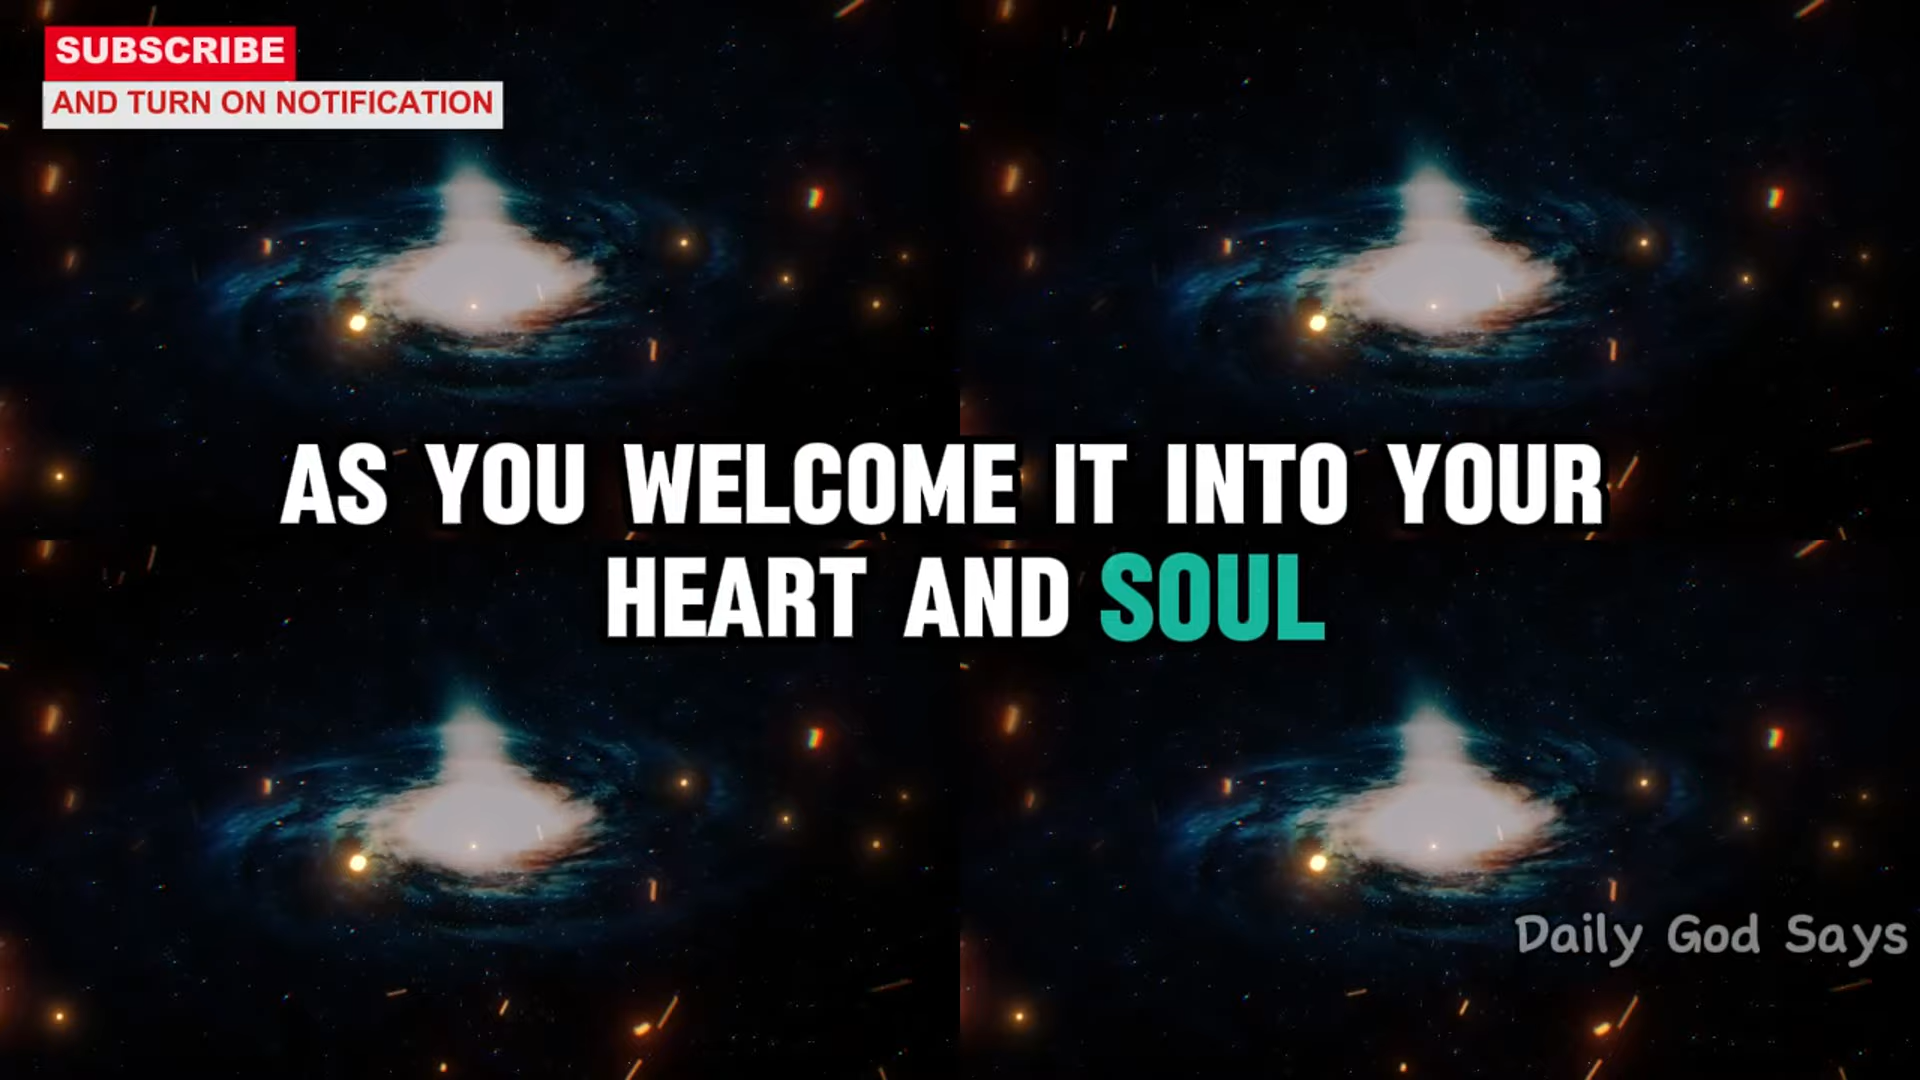 SUBSCRIBE
AND TURN ON NOTIFICATION
AS YOU WELCOME IT INTO YOUR
HEART AND SOUL
Daily God Says